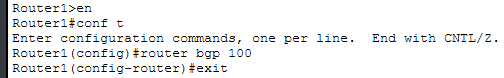 Router1>en
Router1#conf t
Enter configuration commands, one per line.  End with CNTL/Z.
Router1(config)#router bgp 100
Router1(config-router)#exit